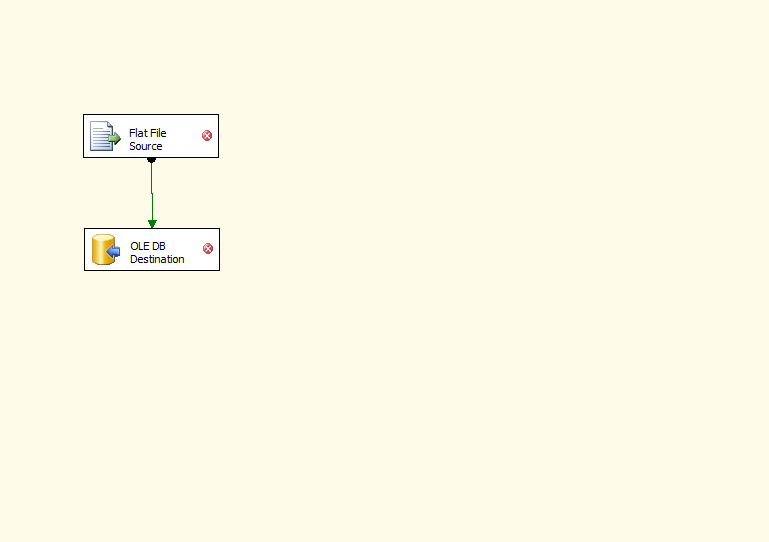 Flat File
Source
OLE DB
Destination